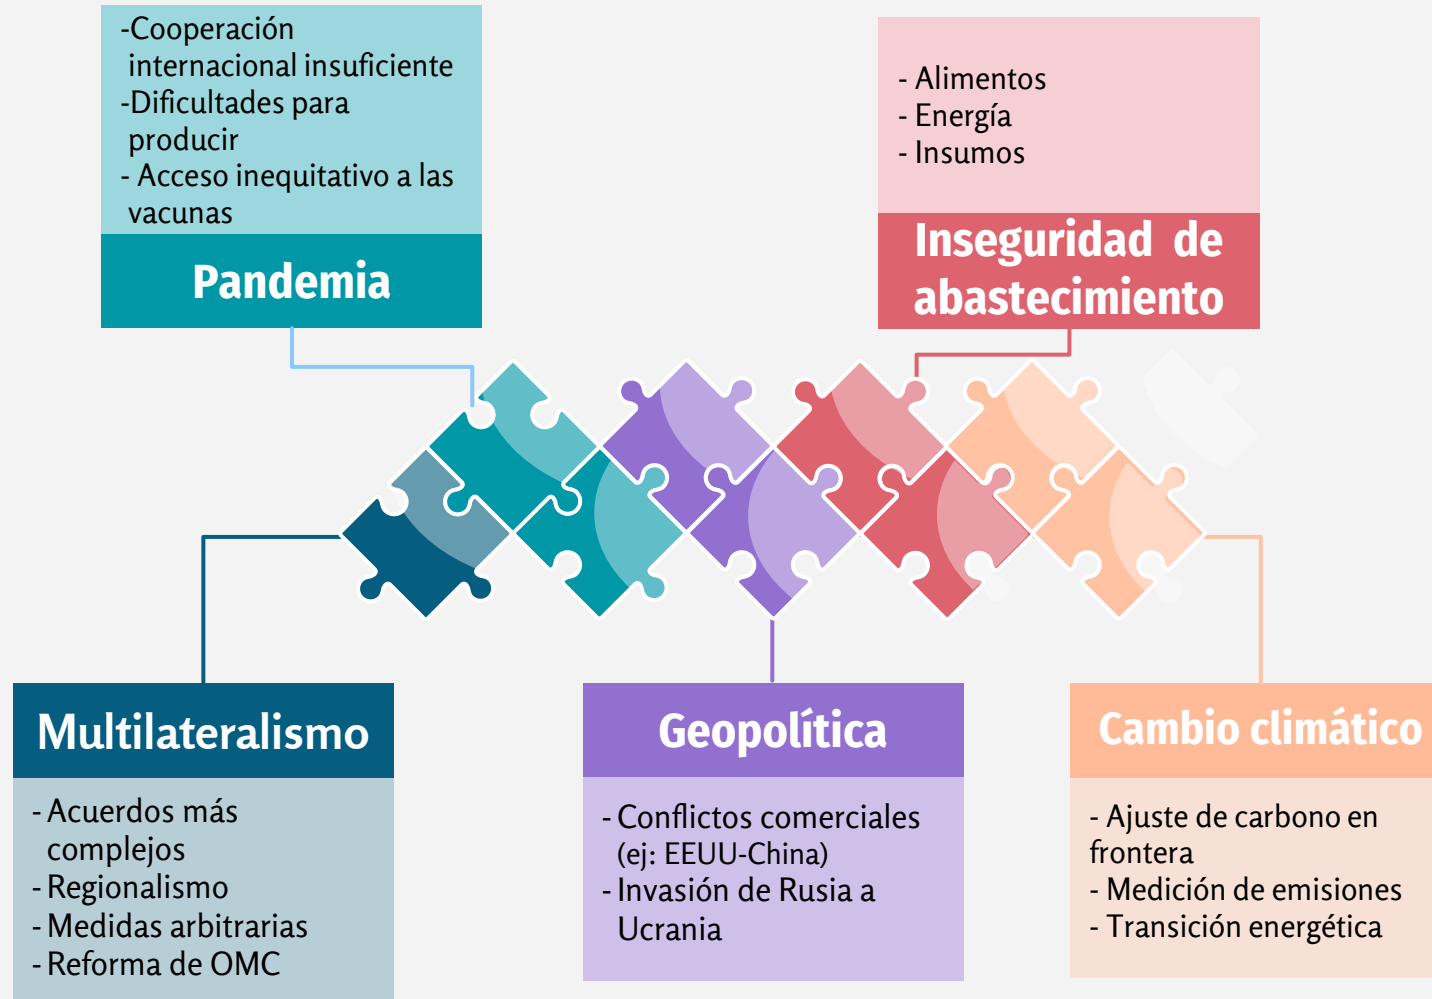 -Cooperación
internacional insuficiente
-Dificultades para
producir
- Acceso inequitativo a las
vacunas
Pandemia
- Alimentos
- Energía
- Insumos
Inseguridad de
abastecimiento
Multilateralismo
- Acuerdos más
complejos
- Regionalismo
- Medidas arbitrarias
- Reforma de OMC
Geopolítica
- Conflictos comerciales
(ej: EEUU-China)
- Invasión de Rusia a
Ucrania
Cambio climático
- Ajuste de carbono en
frontera
- Medición de emisiones
- Transición energética